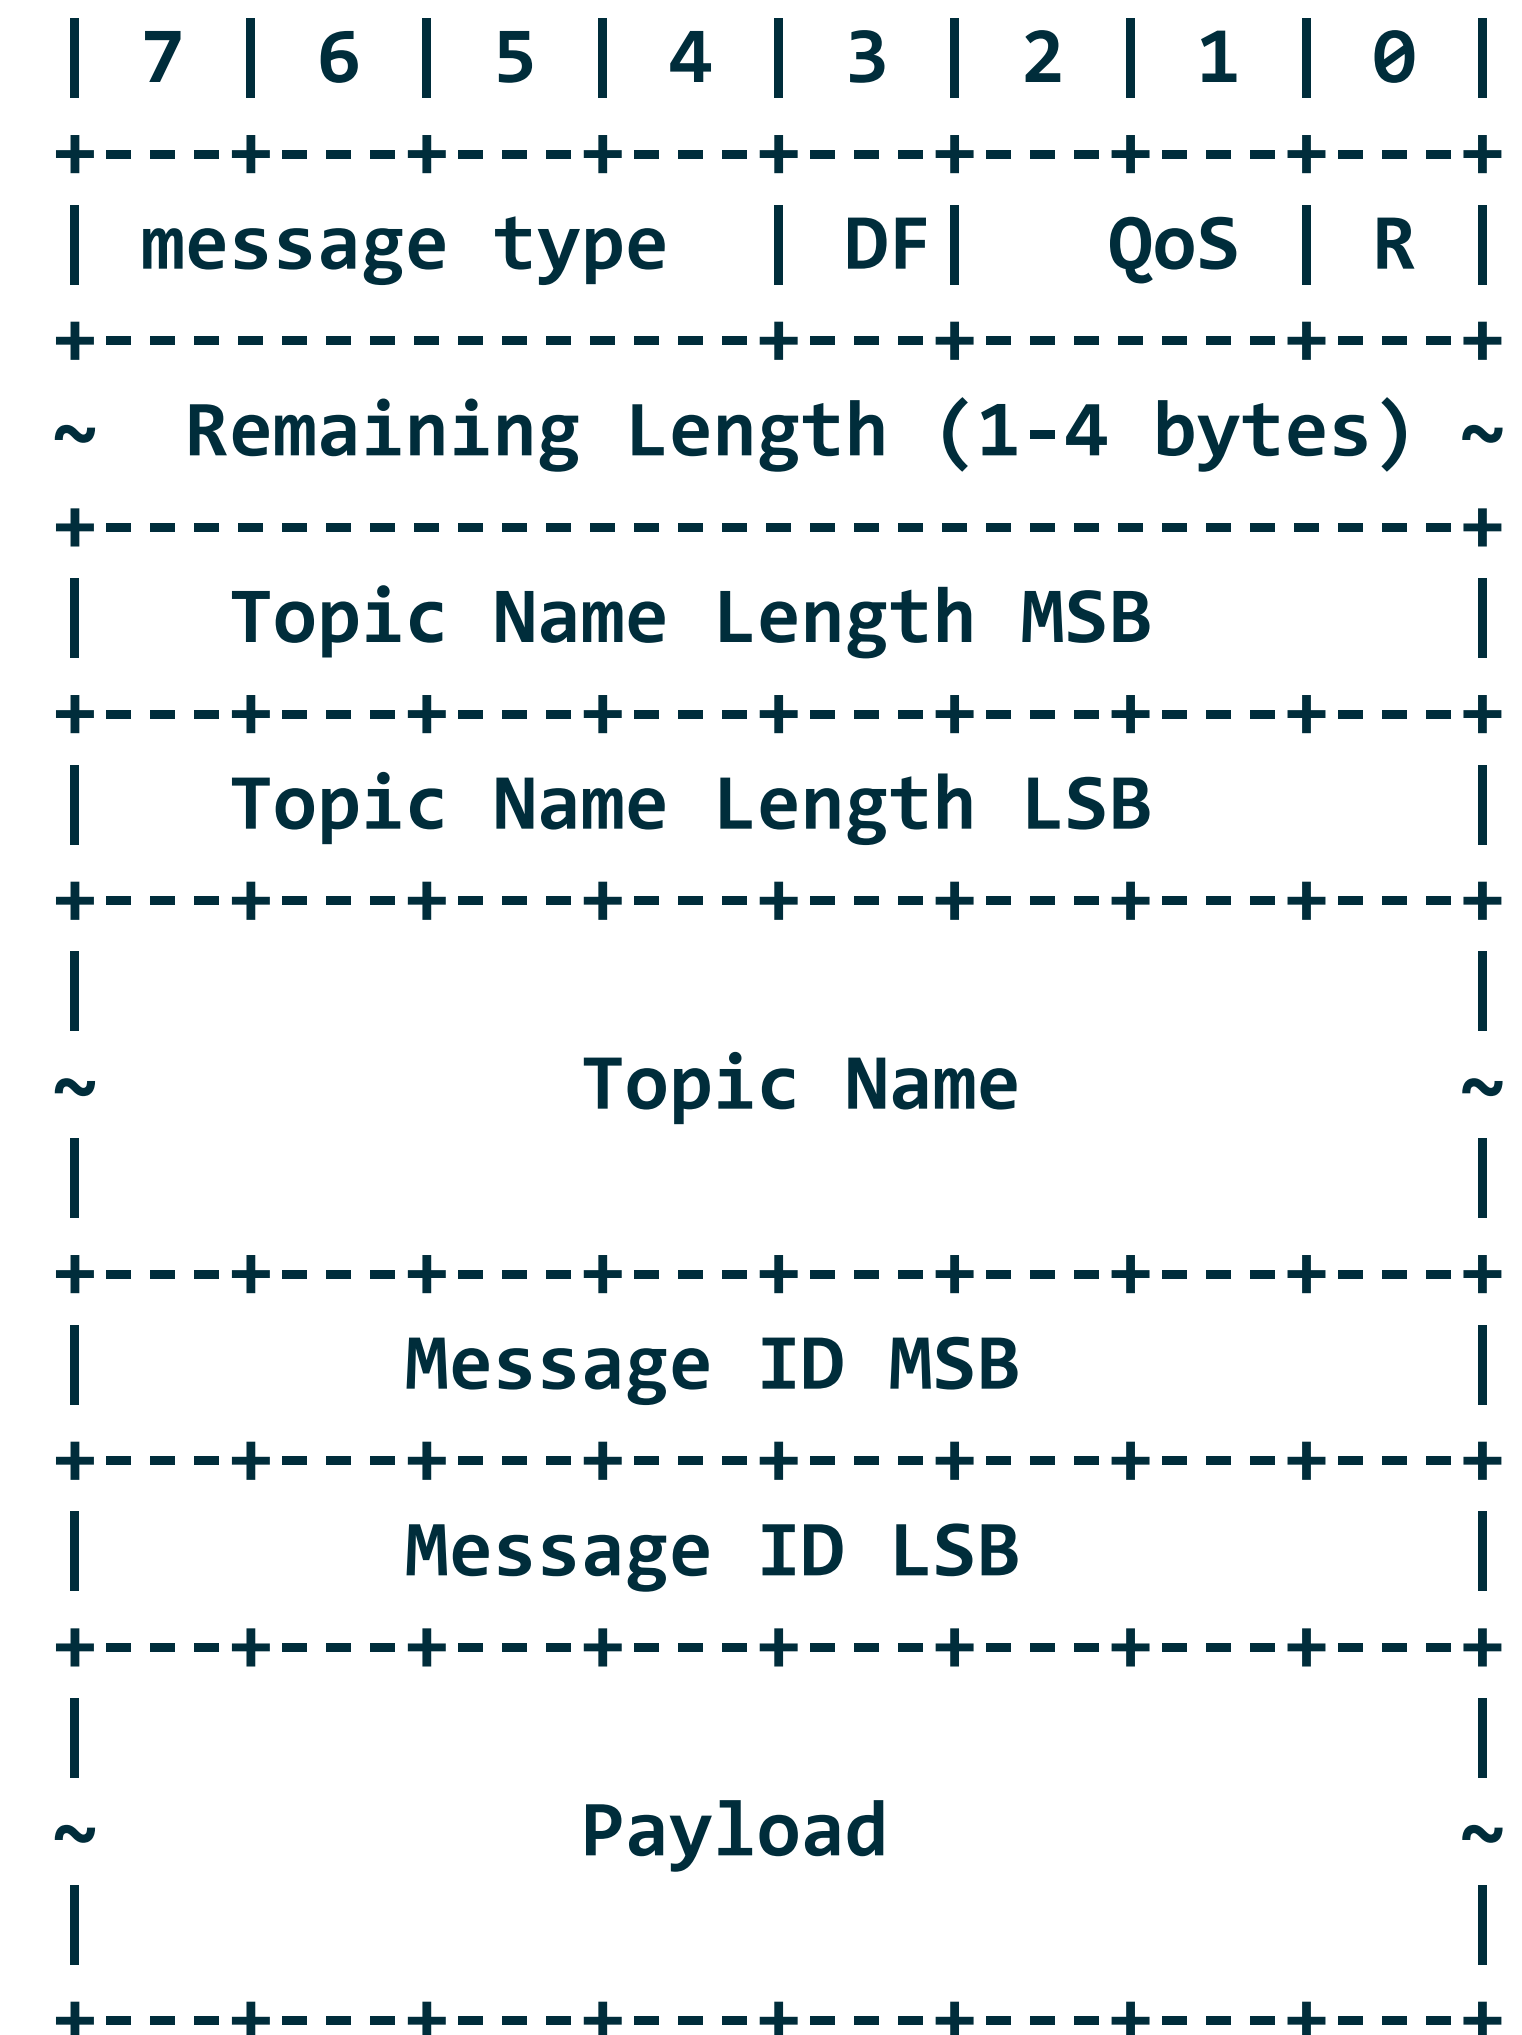 | 7 | 6 | 5 | 4 | 3 | 2 | 1 | 0 |
+---+---+---+---+---+---+---+---+
| message type  | DF|   QoS | R |
+---------------+---+-------+---+
~  Remaining Length (1-4 bytes) ~
+-------------------------------+
|   Topic Name Length MSB       |
+---+---+---+---+---+---+---+---+
|   Topic Name Length LSB       |
+---+---+---+---+---+---+---+---+
|                               |
~           Topic Name          ~
|                               |
+---+---+---+---+---+---+---+---+
|       Message ID MSB          |
+---+---+---+---+---+---+---+---+
|       Message ID LSB          |
+---+---+---+---+---+---+---+---+
|                               |
~           Payload             ~
|                               |
+---+---+---+---+---+---+---+---+